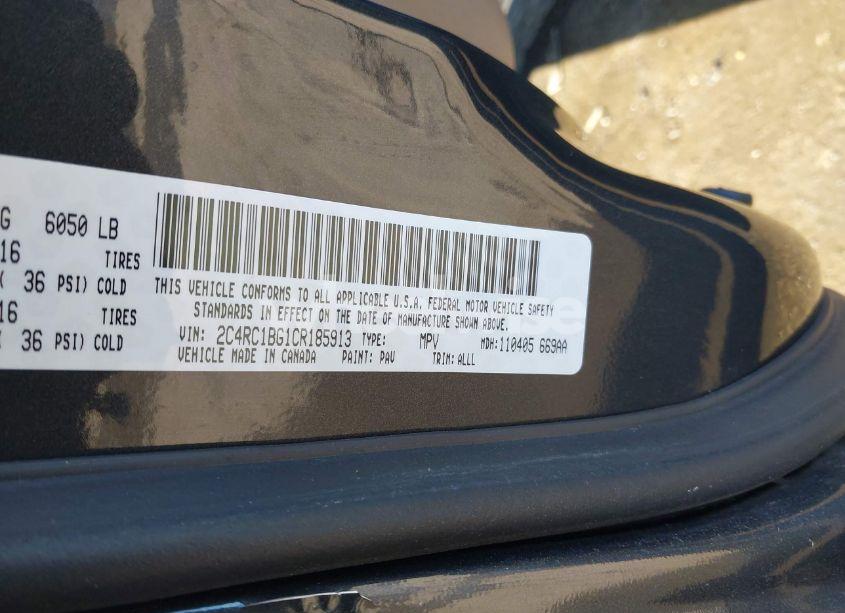 G 6050 LB
16 TIRES
( 36 PSI) COLD
16 TIRES
36 PSI) COLD
THIS VEHICLE CONFORMS TO ALL APPLICABLE U.S.A. FEDERAL MOTOR VEHICLE SAFETY
STANDARDS IN EFFECT ON THE DATE OF MANUFACTURE SHOWN ABOVE.
VIN: 2C4RC1BG1CR185913 TYPE: MPV MDH: 110405 669AA
VEHICLE MADE IN CANADA PAINT: PAV TRIM: ALLL